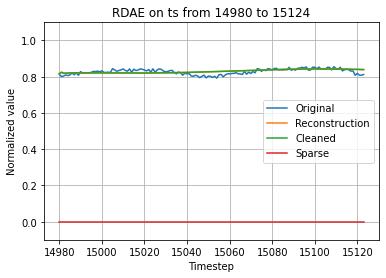 RDAE on ts from 14980 to 15124
1.0
0.8
0.6
0.4
0.2
0.0
Normalized value
Original
Reconstruction
Cleaned
Sparse
14980 15000 15020 15040 15060 15080 15100 15120
Timestep